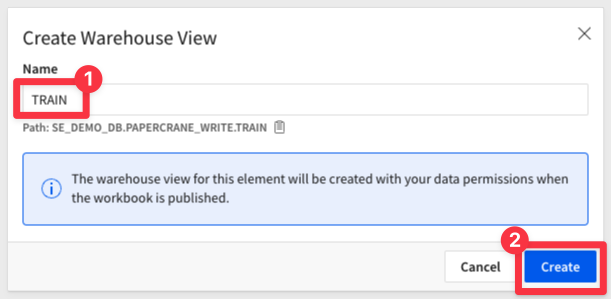 Create Warehouse View
Name
1
TRAIN
Path: SE_DEMO_DB.PAPERCRANE_WRITE.TRAIN
The warehouse view for this element will be created with your data permissions when
the workbook is published.
2
Cancel
Create